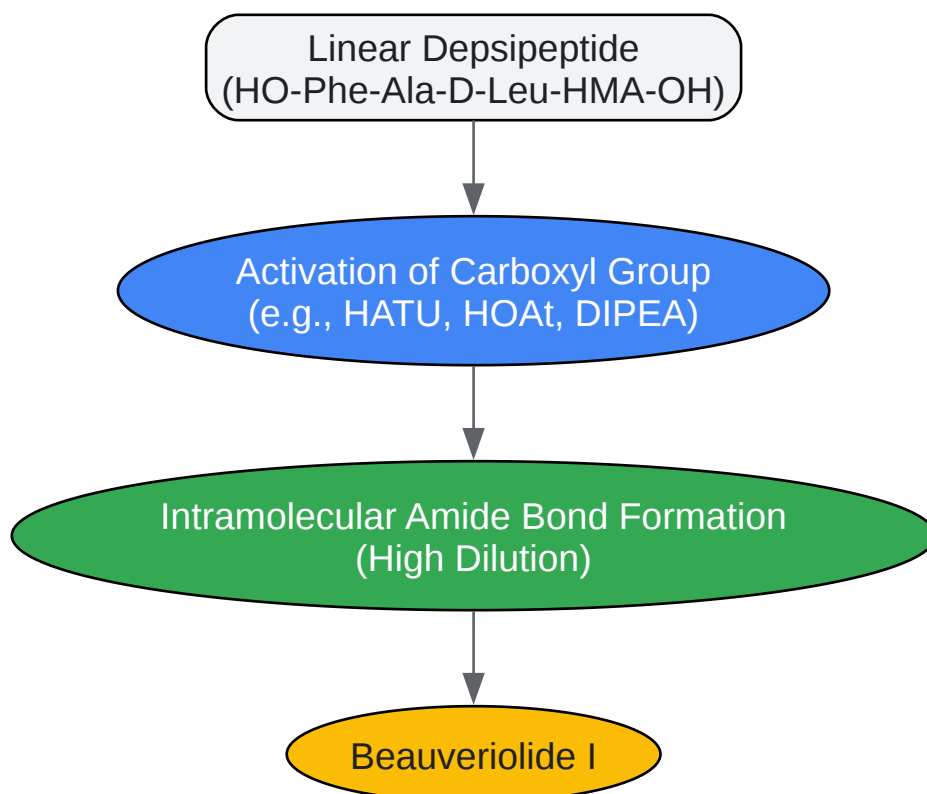 Linear Depsipeptide
(HO-Phe-Ala-D-Leu-HMA-OH)
Activation of Carboxyl Group
(e.g., HATU, HOAt, DIPEA)
Intramolecular Amide Bond Formation
(High Dilution)
Beauveriolide I